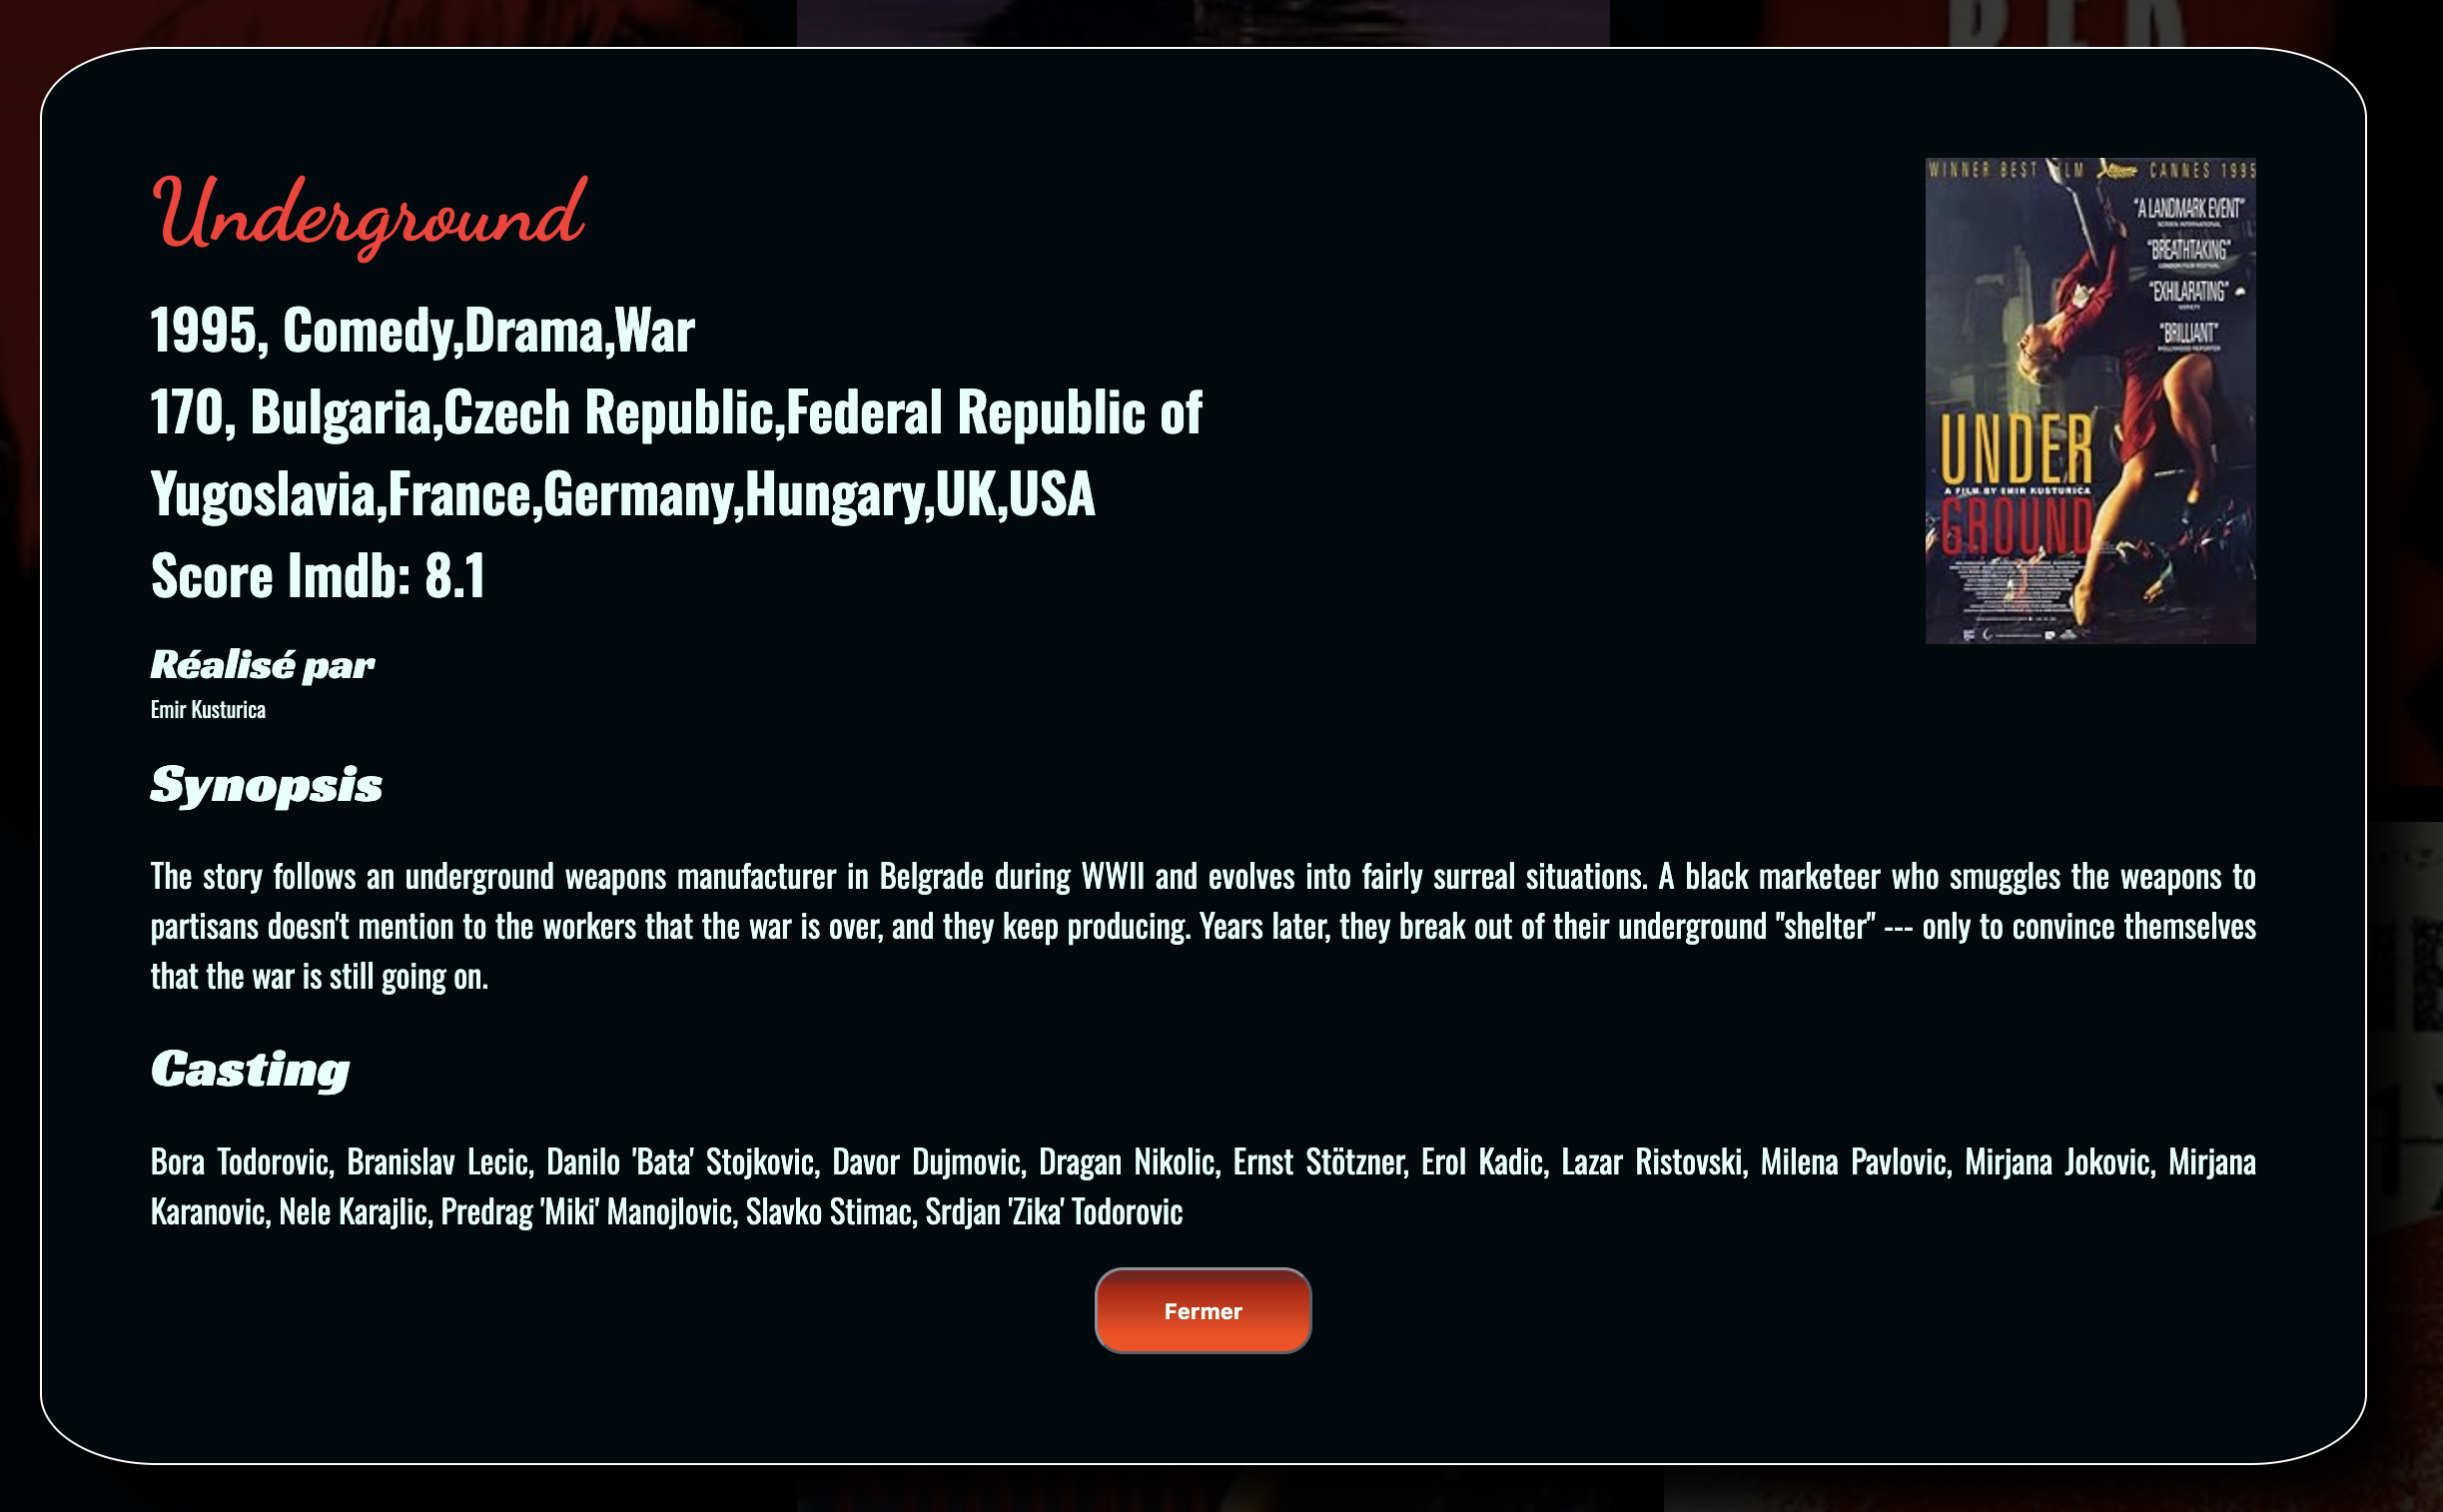 Underground
1995, Comedy,Drama,War
170, Bulgaria,Czech Republic,Federal Republic of
Yugoslavia,France,Germany,Hungary,UK,USA
Score Imdb: 8.1
Réalisé par
Emir Kusturica
WINNER BEST CANNES 1995
"A LANDMARK EVENT"
SCREEN INTERNATIONAL
"BREATHTAKING"
LONDON FILM FESTIVAL
"EXHILARATING"
VARIETY
"BRILLIANT"
HOLLYWOOD REPORTER
UNDER
A FILM BY EMIR KUSTURICA
GROUND
Synopsis
The story follows an underground weapons manufacturer in Belgrade during WWII and evolves into fairly surreal situations. A black marketeer who smuggles the weapons to
partisans doesn't mention to the workers that the war is over, and they keep producing. Years later, they break out of their underground "shelter" --- only to convince themselves
that the war is still going on.
Casting
Bora Todorovic, Branislav Lecic, Danilo 'Bata' Stojkovic, Davor Dujmovic, Dragan Nikolic, Ernst Stötzner, Erol Kadic, Lazar Ristovski, Milena Pavlovic, Mirjana Jokovic, Mirjana
Karanovic, Nele Karajlic, Predrag 'Miki' Manojlovic, Slavko Stimac, Srdjan 'Zika' Todorovic
Fermer